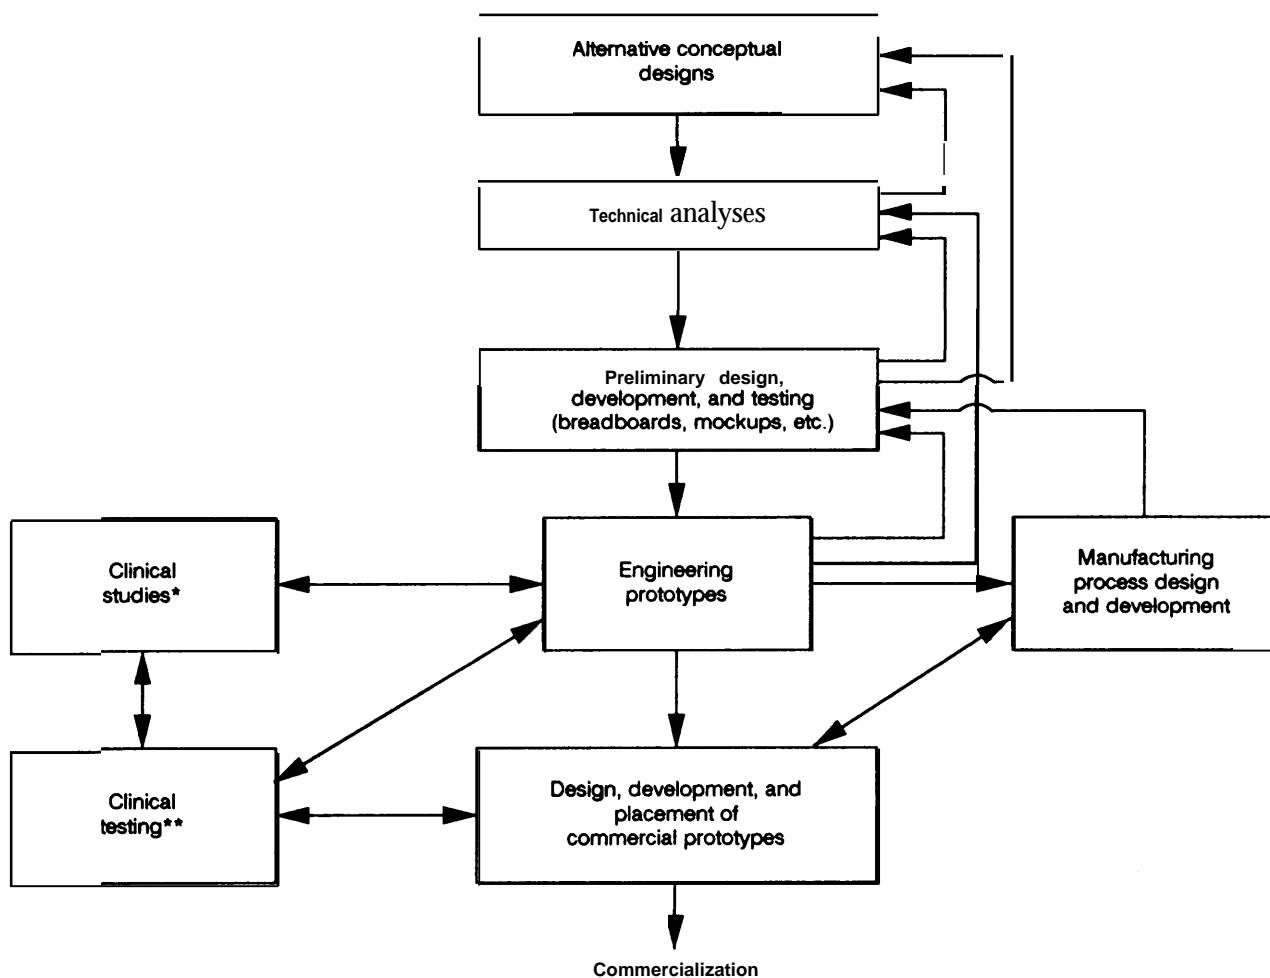 Alternative conceptual
designs
Technical analyses
Preliminary design,
development, and testing
(breadboards, mockups, etc.)
Clinical
studies*
Engineering
prototypes
Manufacturing
process design
and development
Clinical
testing**
Design, development, and
placement of
commercial prototypes
Commercialization